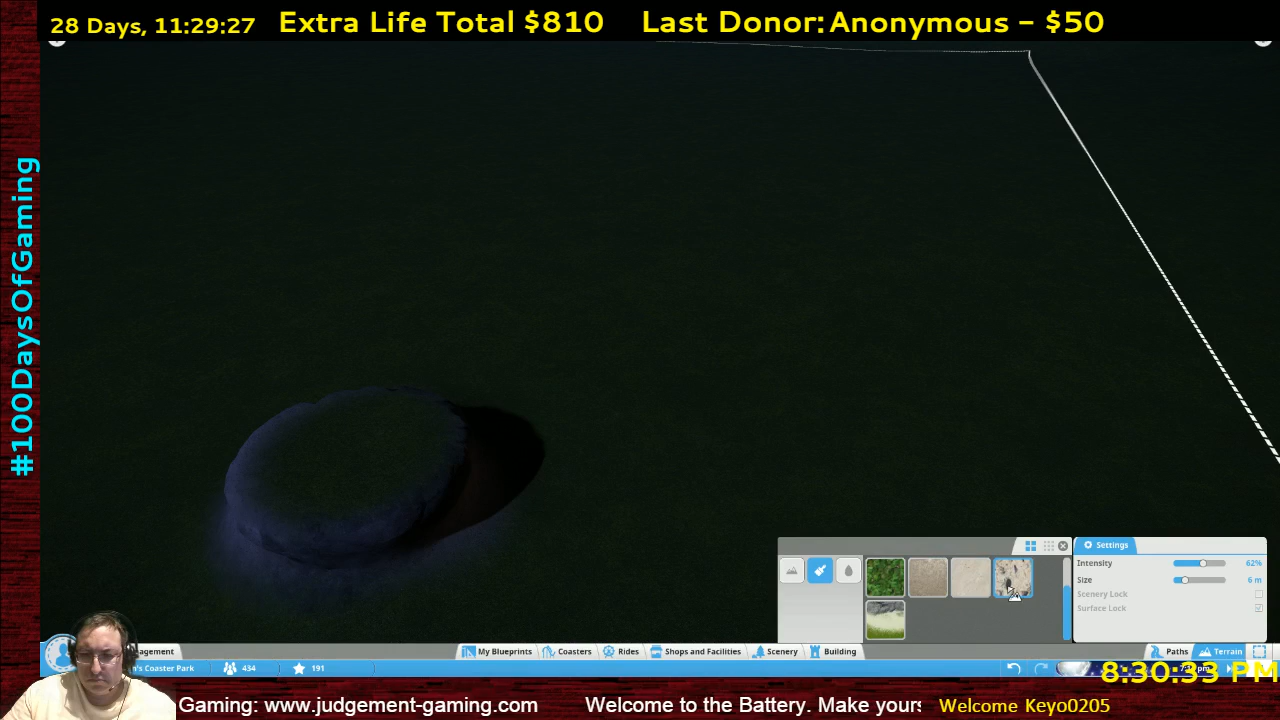 28 Days, 11:29:27 Extra Life Total $810 Last Donor: Anonymous - $50
#100DaysOfGaming
Settings
Intensity 62%
Size 6 m
Scenery Lock
Surface Lock
agement My Blueprints Coasters Rides Shops and Facilities Scenery Building Paths Terrain
n's Coaster Park 434 191
8:30:33 PM
Gaming: www.judgement-gaming.com Welcome to the Battery. Make yours Welcome Keyo0205